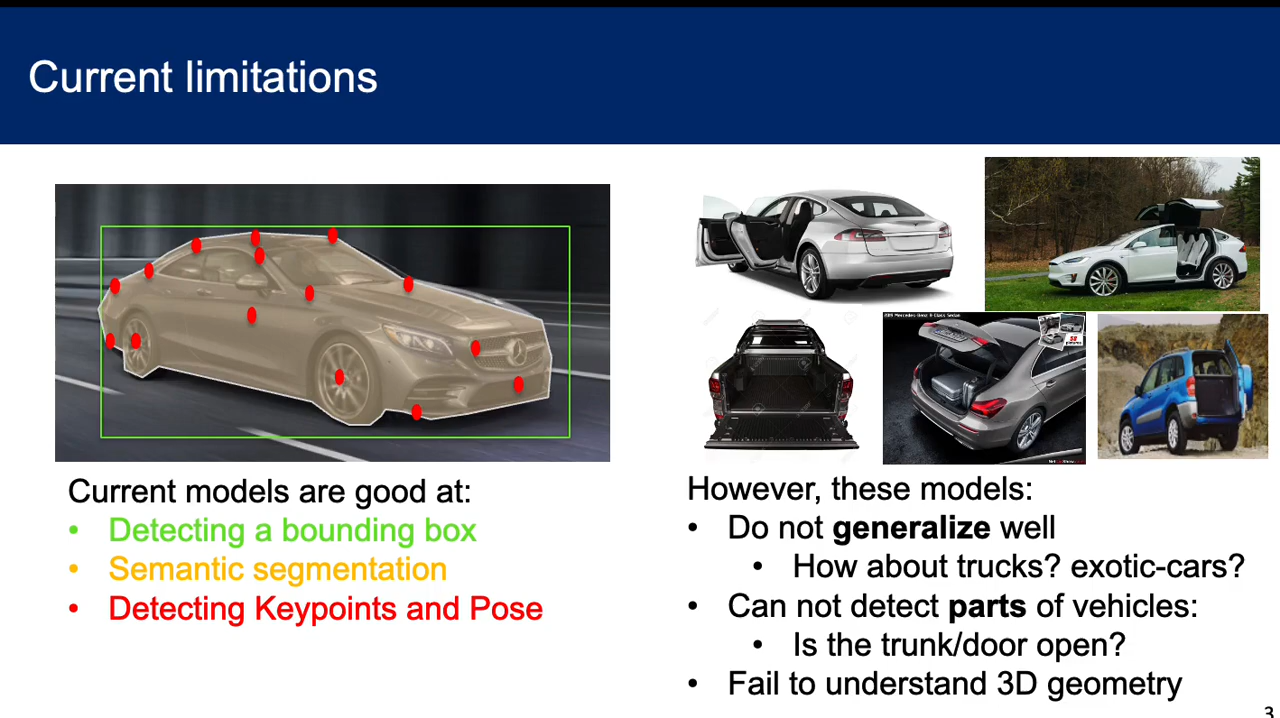 Current limitations
Current models are good at:
• Detecting a bounding box
• Semantic segmentation
• Detecting Keypoints and Pose
However, these models:
• Do not generalize well
• How about trucks? exotic-cars?
• Can not detect parts of vehicles:
• Is the trunk/door open?
• Fail to understand 3D geometry
3